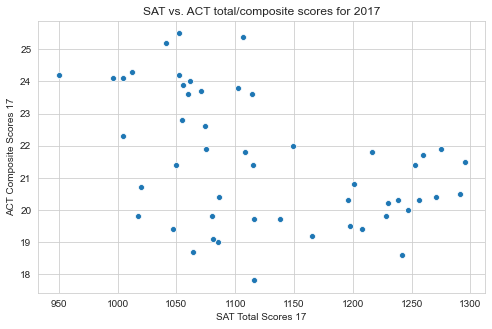 SAT vs. ACT total/composite scores for 2017
25
24
23
22
21
20
19
18
ACT Composite Scores 17
950 1000 1050 1100 1150 1200 1250 1300
SAT Total Scores 17